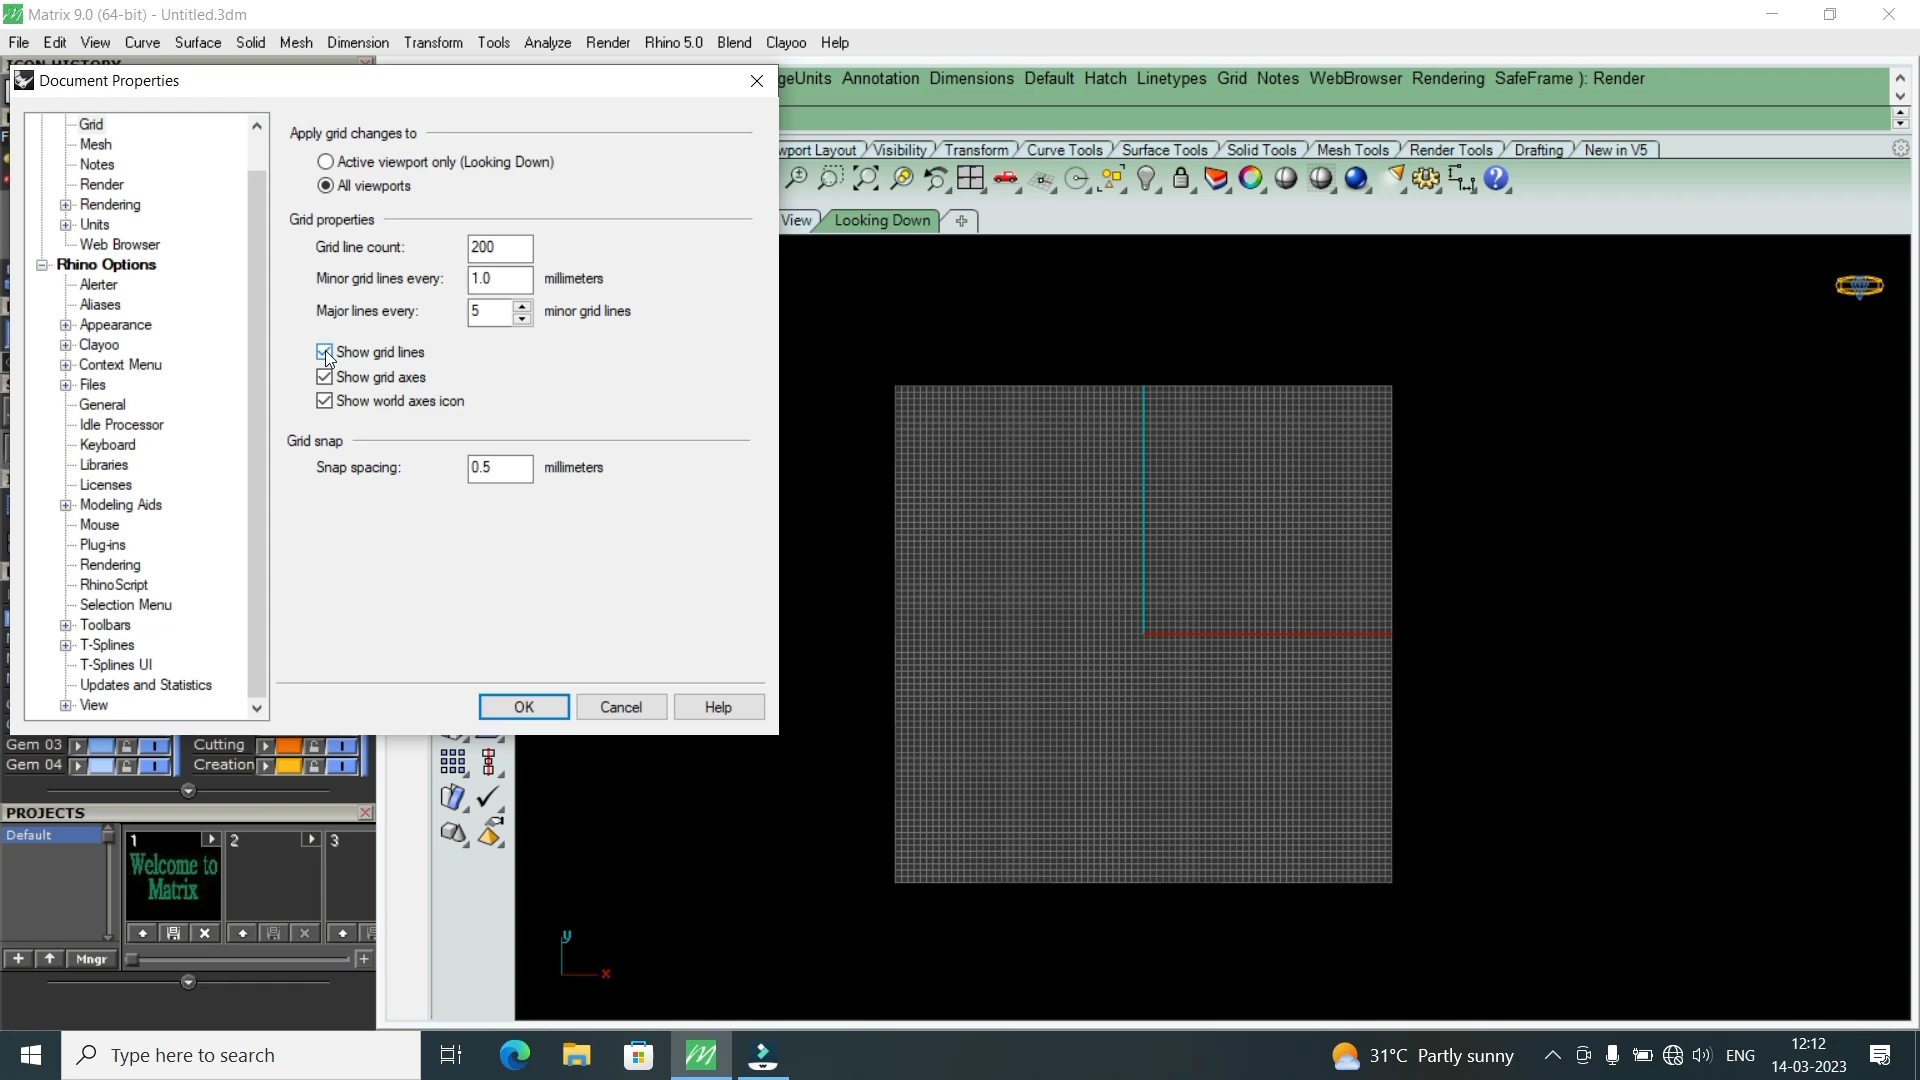 Matrix 9.0 (64-bit) - Untitled.3dm
File Edit View Curve Surface Solid Mesh Dimension Transform Tools Analyze Render Rhino 5.0 Blend Clayoo Help
Document Properties
geUnits Annotation Dimensions Default Hatch Linetypes Grid Notes WebBrowser Rendering SafeFrame ): Render
wport Layout Visibility Transform Curve Tools Surface Tools Solid Tools Mesh Tools Render Tools Drafting New in V5
View Looking Down
Grid
Mesh
Notes
Render
Rendering
Units
Web Browser
Rhino Options
Alerter
Aliases
Appearance
Clayoo
Context Menu
Files
General
Idle Processor
Keyboard
Libraries
Licenses
Modeling Aids
Mouse
Plug-ins
Rendering
RhinoScript
Selection Menu
Toolbars
T-Splines
T-Splines UI
Updates and Statistics
View
Apply grid changes to
Active viewport only (Looking Down)
All viewports
Grid properties
Grid line count: 200
Minor grid lines every: 1.0 millimeters
Major lines every: 5 minor grid lines
Show grid lines
Show grid axes
Show world axes icon
Grid snap
Snap spacing: 0.5 millimeters
OK Cancel Help
Gem 03 Cutting
Gem 04 Creation
PROJECTS
Default
1 2 3
Welcome to
Matrix
Mngr
y
x
Type here to search
31°C Partly sunny
ENG
12:12
14-03-2023